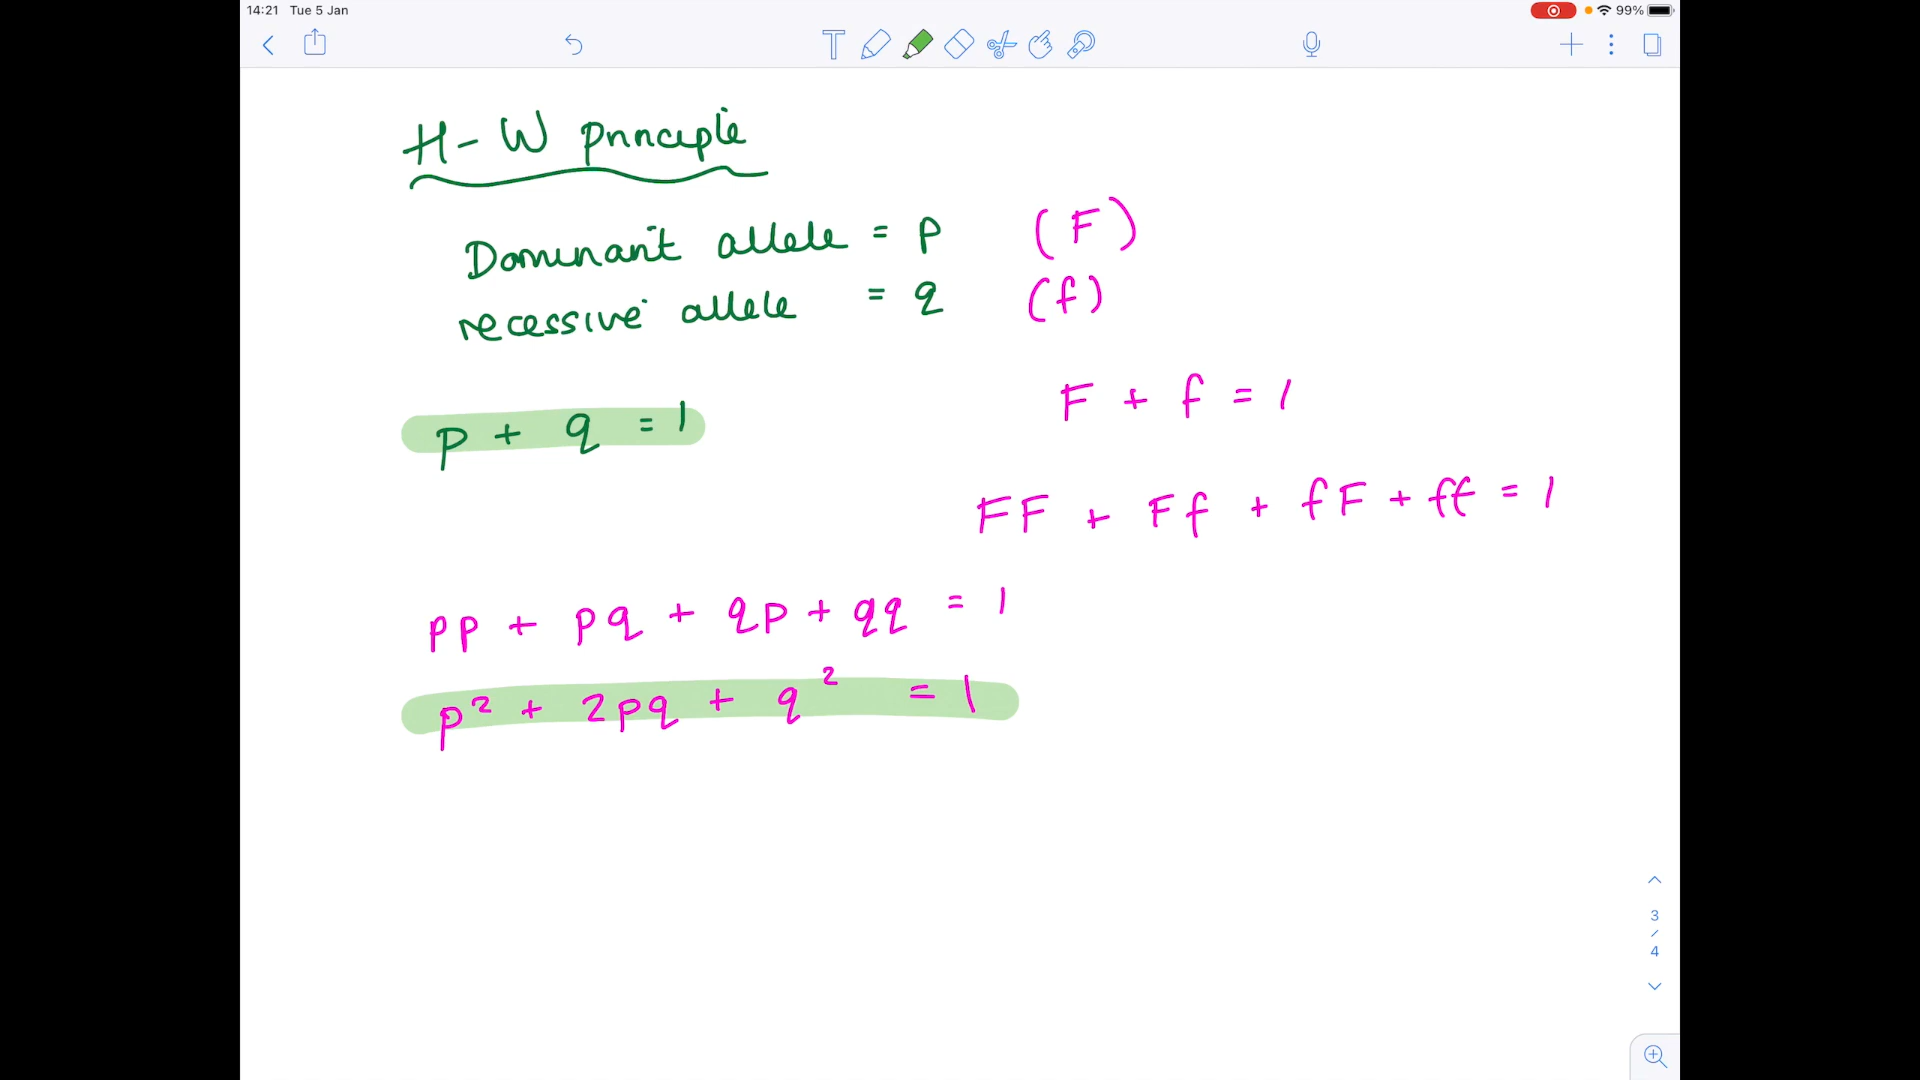 14:21 Tue 5 Jan
99%
T
H-W principle
Dominant allele = p (F)
recessive allele = q (f)
F + f = 1
p + q = 1
FF + Ff + fF + ff = 1
pp + pq + qp + qq = 1
p² + 2pq + q² = 1
3
/
4